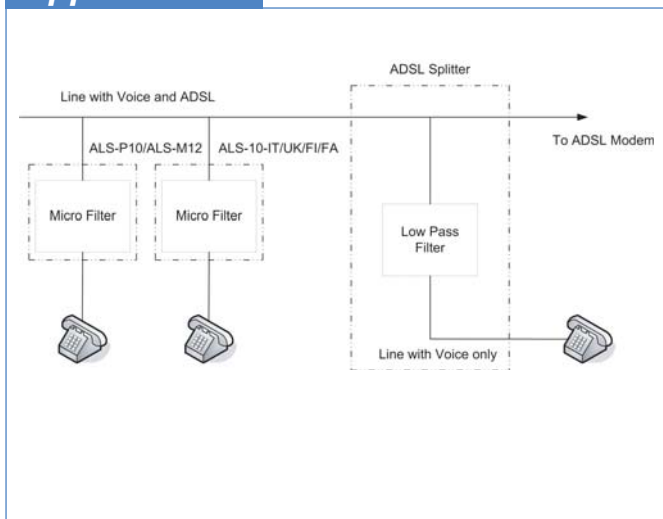 ADSL Splitter
Line with Voice and ADSL
To ADSL Modem
ALS-P10/ALS-M12
ALS-10-IT/UK/FI/FA
Micro Filter
Micro Filter
Low Pass
Filter
Line with Voice only